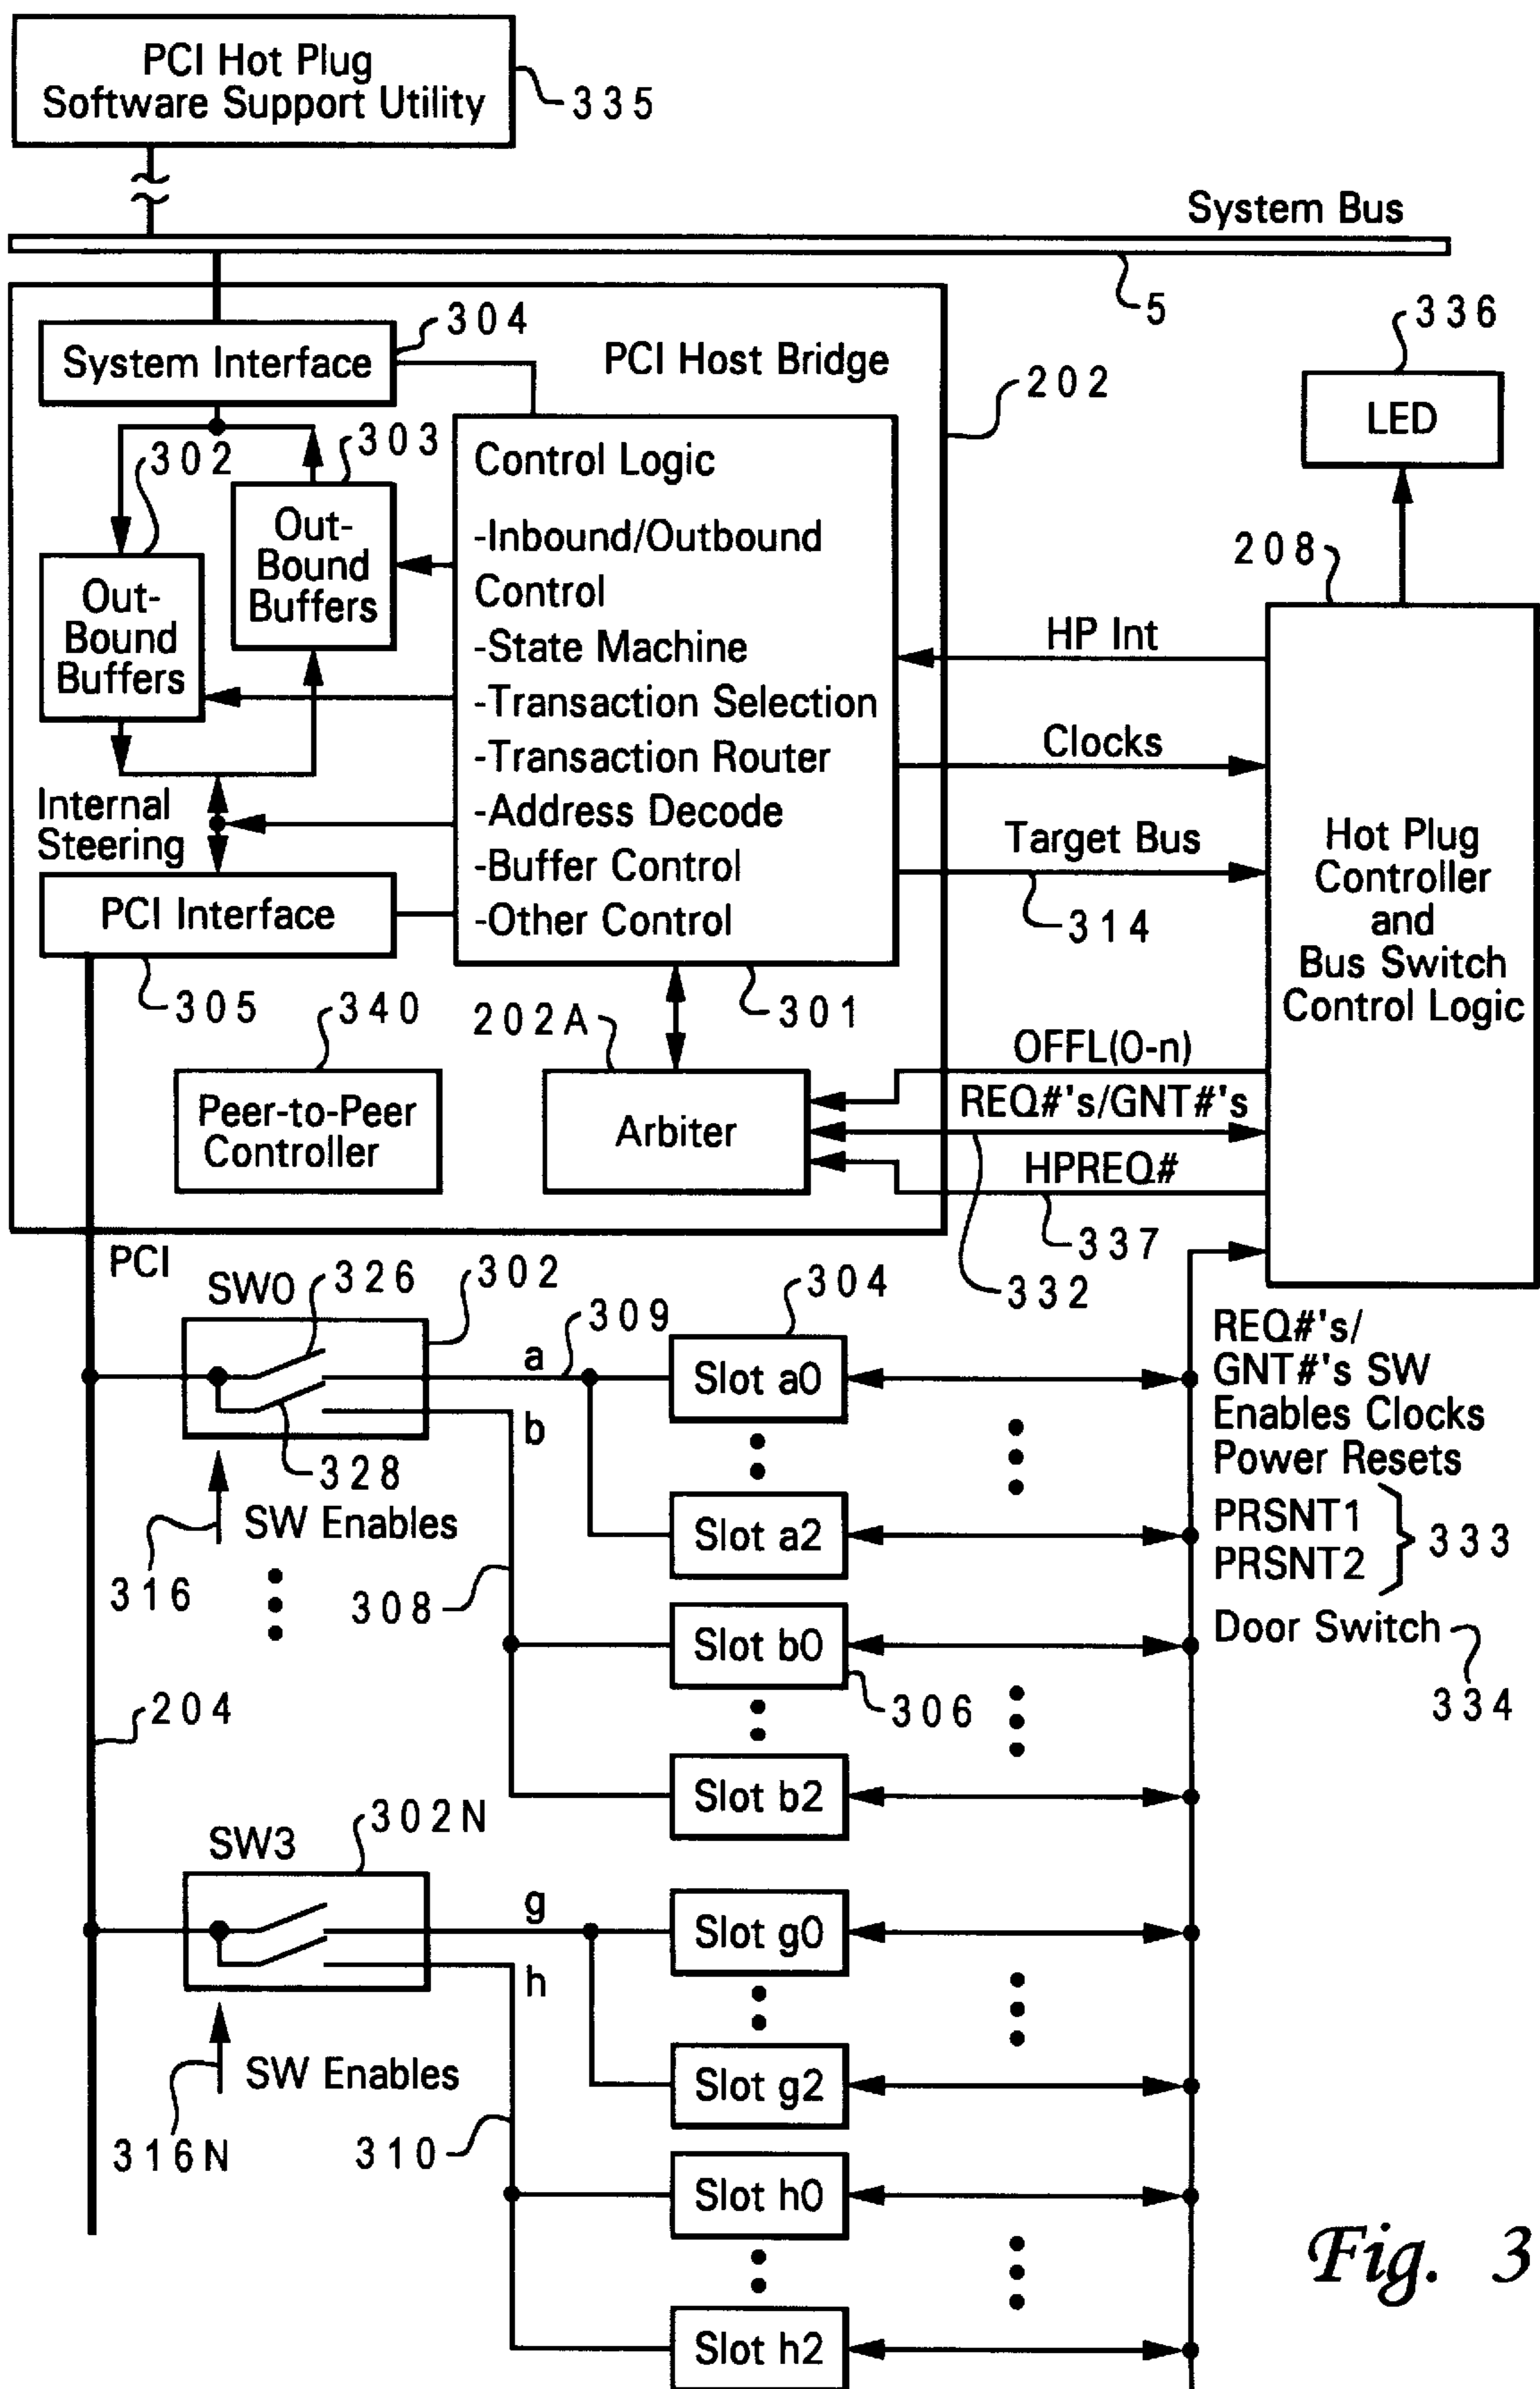 PCI Hot Plug
Software Support Utility
335
System Bus
5
304
System Interface
PCI Host Bridge
202
336
LED
302
303
Out-
Bound
Buffers
Out-
Bound
Buffers
Control Logic
-Inbound/Outbound
Control
-State Machine
-Transaction Selection
-Transaction Router
-Address Decode
-Buffer Control
-Other Control
208
HP Int
Clocks
Target Bus
314
Hot Plug
Controller
and
Bus Switch
Control Logic
Internal
Steering
PCI Interface
305
340
202A
301
Peer-to-Peer
Controller
Arbiter
OFFL(0-n)
REQ#'s/GNT#'s
HPREQ#
337
332
PCI
SW0
326
302
309
304
a
b
328
Slot a0
316
SW Enables
308
Slot a2
Slot b0
306
Slot b2
REQ#'s/
GNT#'s SW
Enables Clocks
Power Resets
PRSNT1
PRSNT2
333
Door Switch
334
204
SW3
302N
g
h
Slot g0
316N
SW Enables
310
Slot g2
Slot h0
Slot h2
Fig. 3